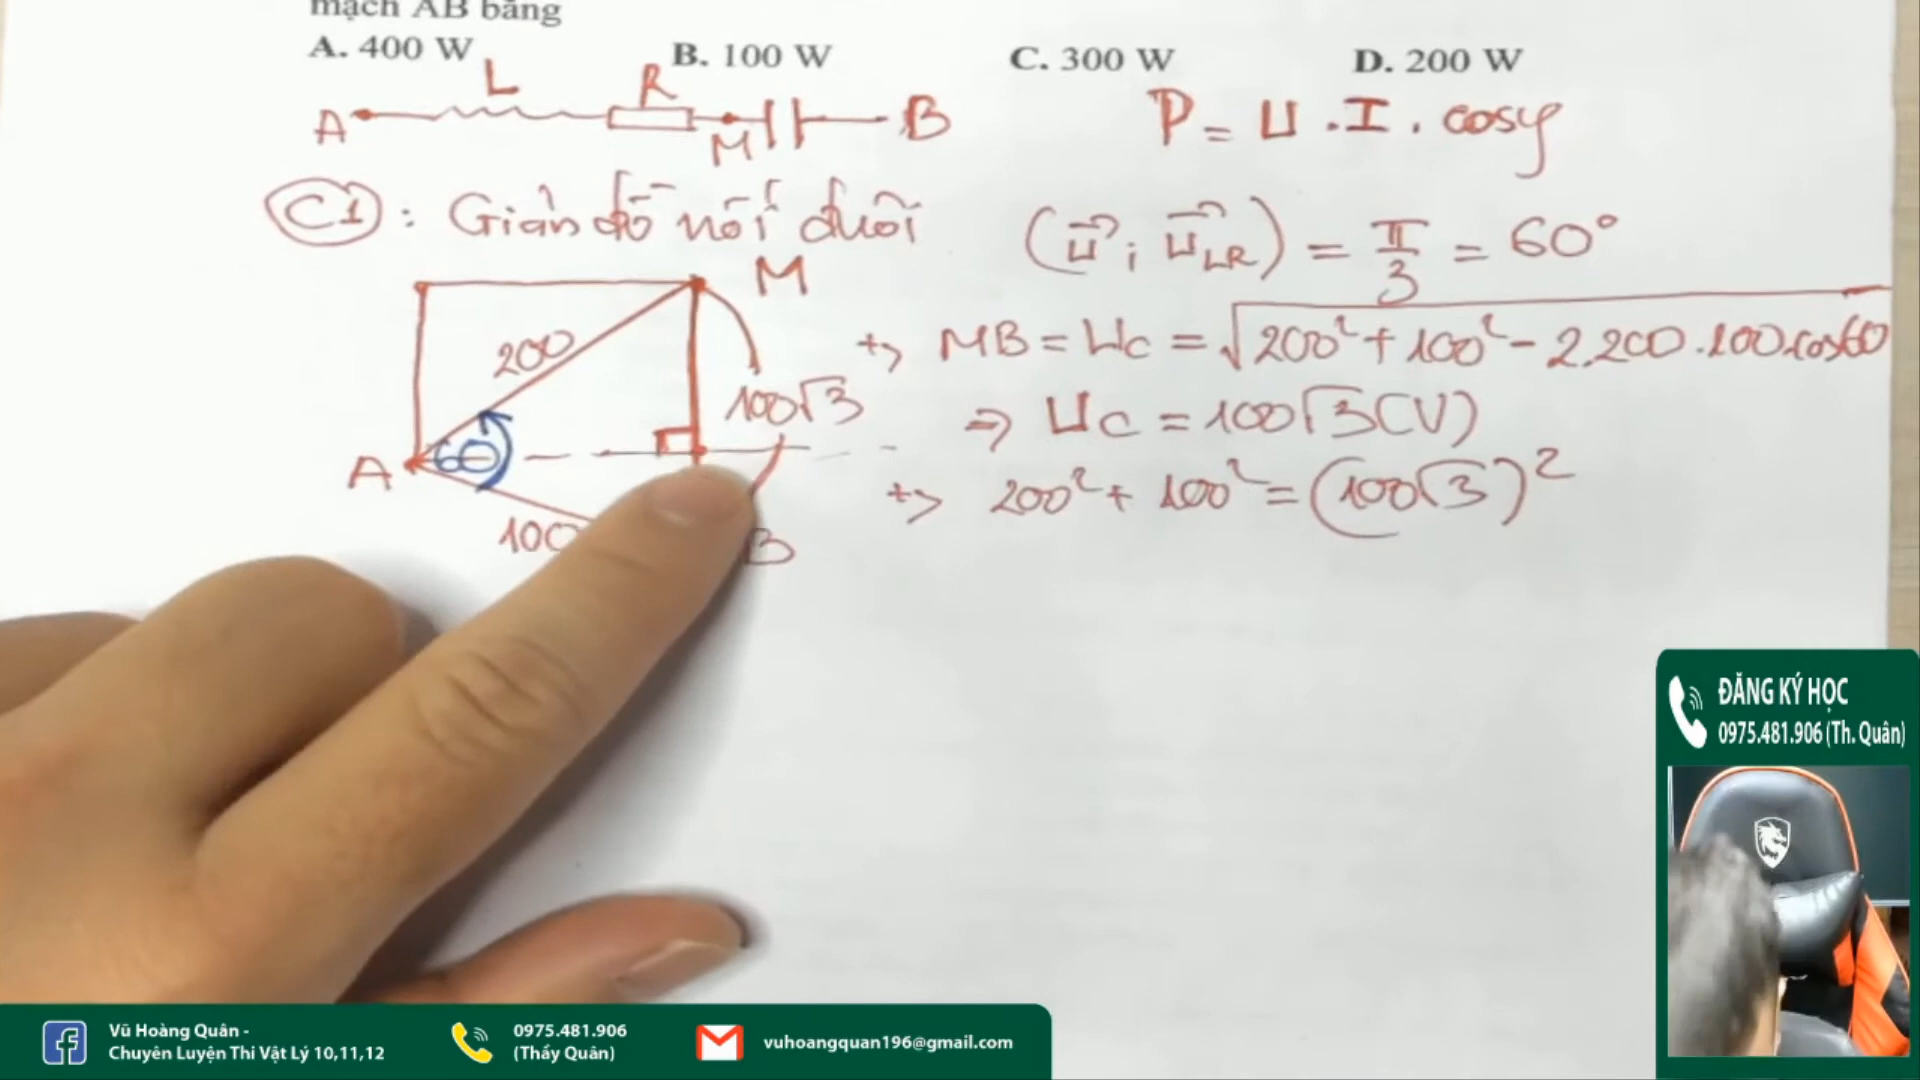 mạch AB bằng
A. 400 W B. 100 W C. 300 W D. 200 W
A L R M B
P = U . I . cosφ
C1 : Giản đồ nối đuôi
(U⃗ ; U⃗LR) = π/3 = 60°
M
200
+> MB = UC = √200² + 100² - 2.200.100.cos60
100√3
=> UC = 100√3 (V)
A 60
+> 200² + 100² = (100√3)²
100
B
ĐĂNG KÝ HỌC
0975.481.906 (Th. Quân)
Vũ Hoàng Quân -
Chuyên Luyện Thi Vật Lý 10,11,12
0975.481.906
(Thầy Quân)
vuhoangquan196@gmail.com